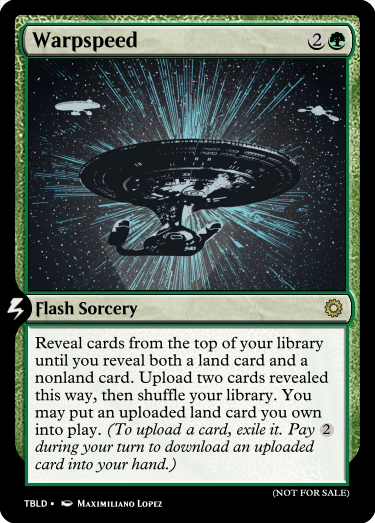 Warpspeed 2
Flash Sorcery
Reveal cards from the top of your library
until you reveal both a land card and a
nonland card. Upload two cards revealed
this way, then shuffle your library. You
may put an uploaded land card you own
into play. (To upload a card, exile it. Pay 2
during your turn to download an uploaded
card into your hand.)
(NOT FOR SALE)
TBLD • Maximiliano Lopez